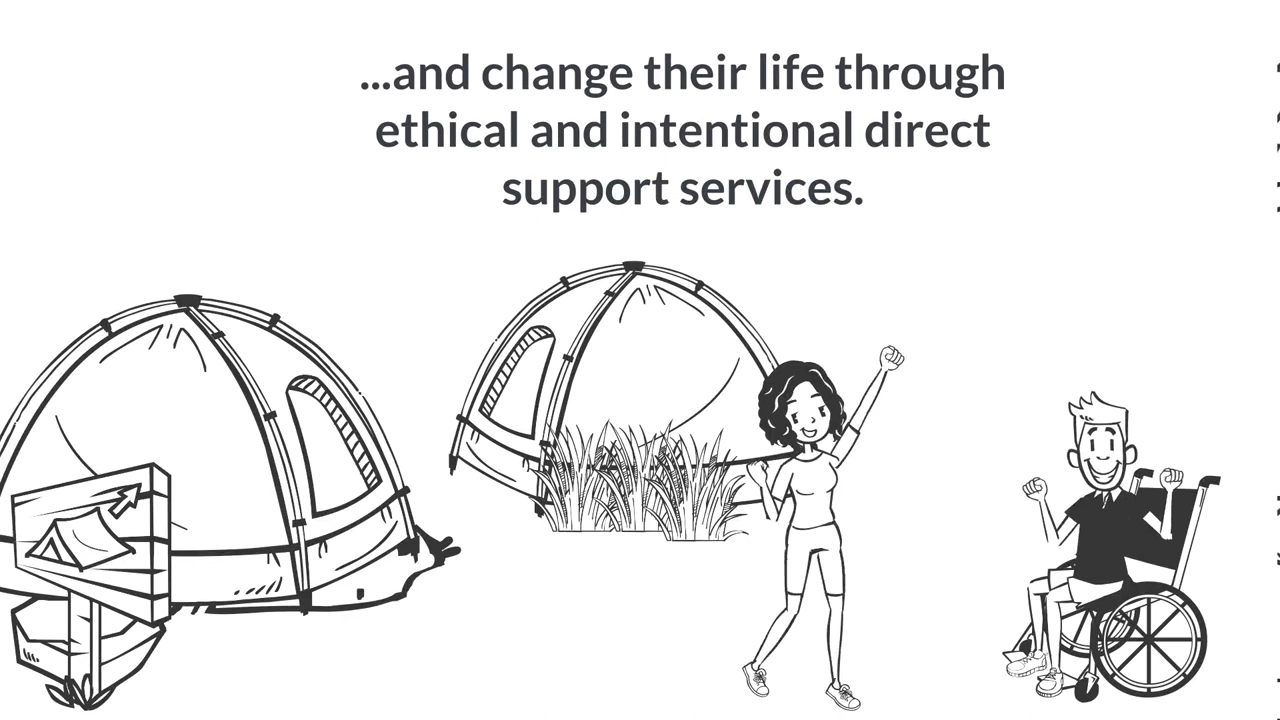 ...and change their life through
ethical and intentional direct
support services.